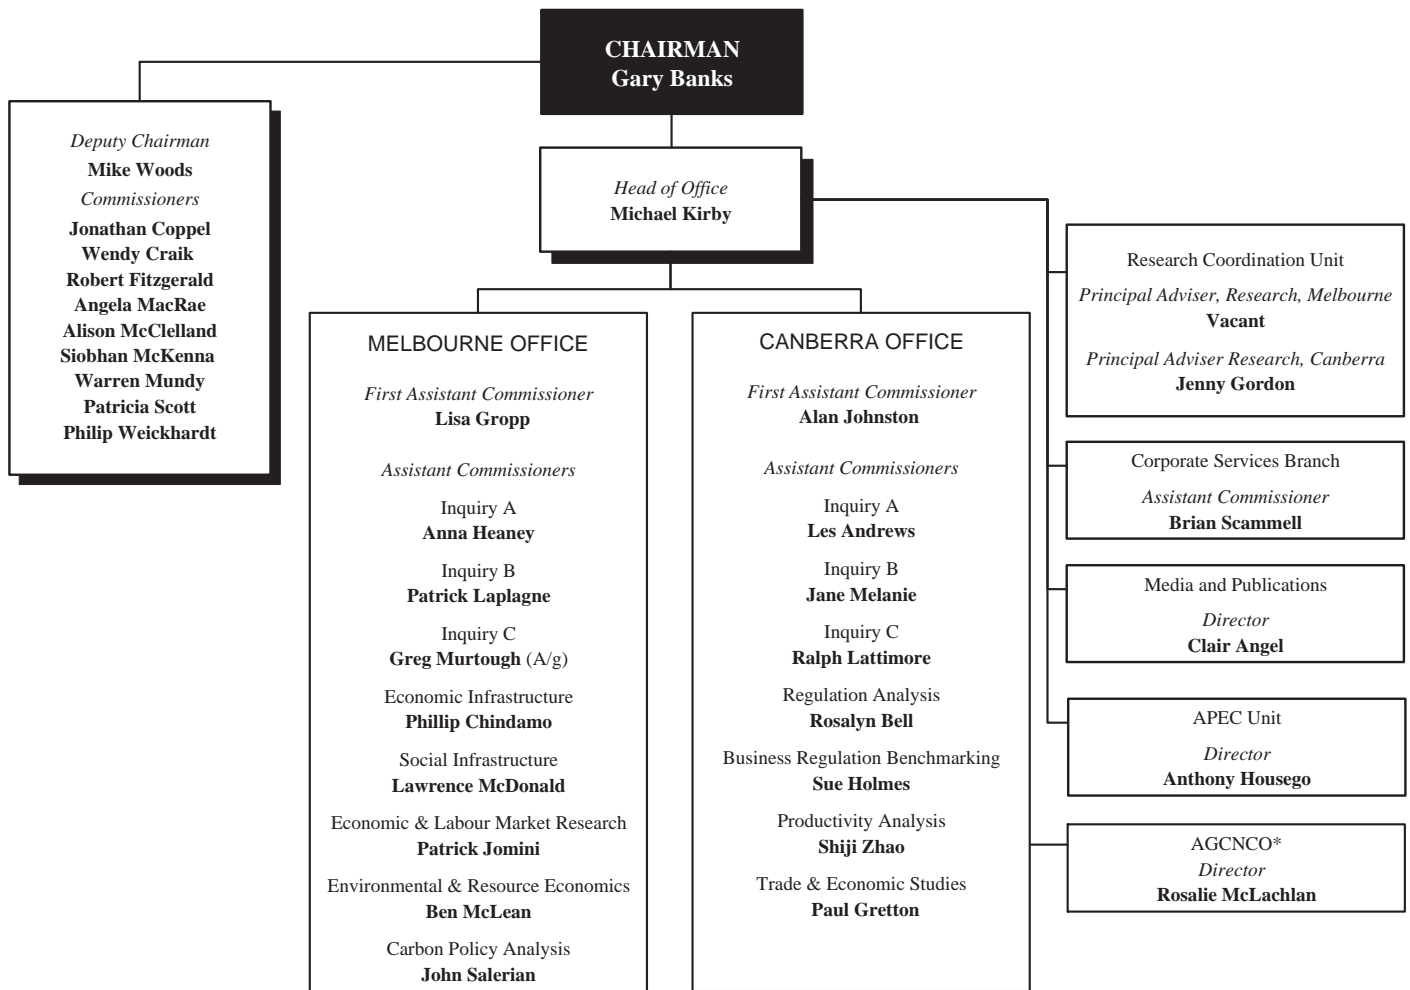 CHAIRMAN
Gary Banks
Deputy Chairman
Mike Woods
Commissioners
Jonathan Coppel
Wendy Craik
Robert Fitzgerald
Angela MacRae
Alison McClelland
Siobhan McKenna
Warren Mundy
Patricia Scott
Philip Weickhardt
Head of Office
Michael Kirby
MELBOURNE OFFICE
First Assistant Commissioner
Lisa Gropp
Assistant Commissioners
Inquiry A
Anna Heaney
Inquiry B
Patrick Laplagne
Inquiry C
Greg Murtough (A/g)
Economic Infrastructure
Phillip Chindamo
Social Infrastructure
Lawrence McDonald
Economic & Labour Market Research
Patrick Jomini
Environmental & Resource Economics
Ben McLean
Carbon Policy Analysis
John Salerian
CANBERRA OFFICE
First Assistant Commissioner
Alan Johnston
Assistant Commissioners
Inquiry A
Les Andrews
Inquiry B
Jane Melanie
Inquiry C
Ralph Lattimore
Regulation Analysis
Rosalyn Bell
Business Regulation Benchmarking
Sue Holmes
Productivity Analysis
Shiji Zhao
Trade & Economic Studies
Paul Gretton
Research Coordination Unit
Principal Adviser, Research, Melbourne
Vacant
Principal Adviser Research, Canberra
Jenny Gordon
Corporate Services Branch
Assistant Commissioner
Brian Scammell
Media and Publications
Director
Clair Angel
APEC Unit
Director
Anthony Housego
AGCNCO*
Director
Rosalie McLachlan